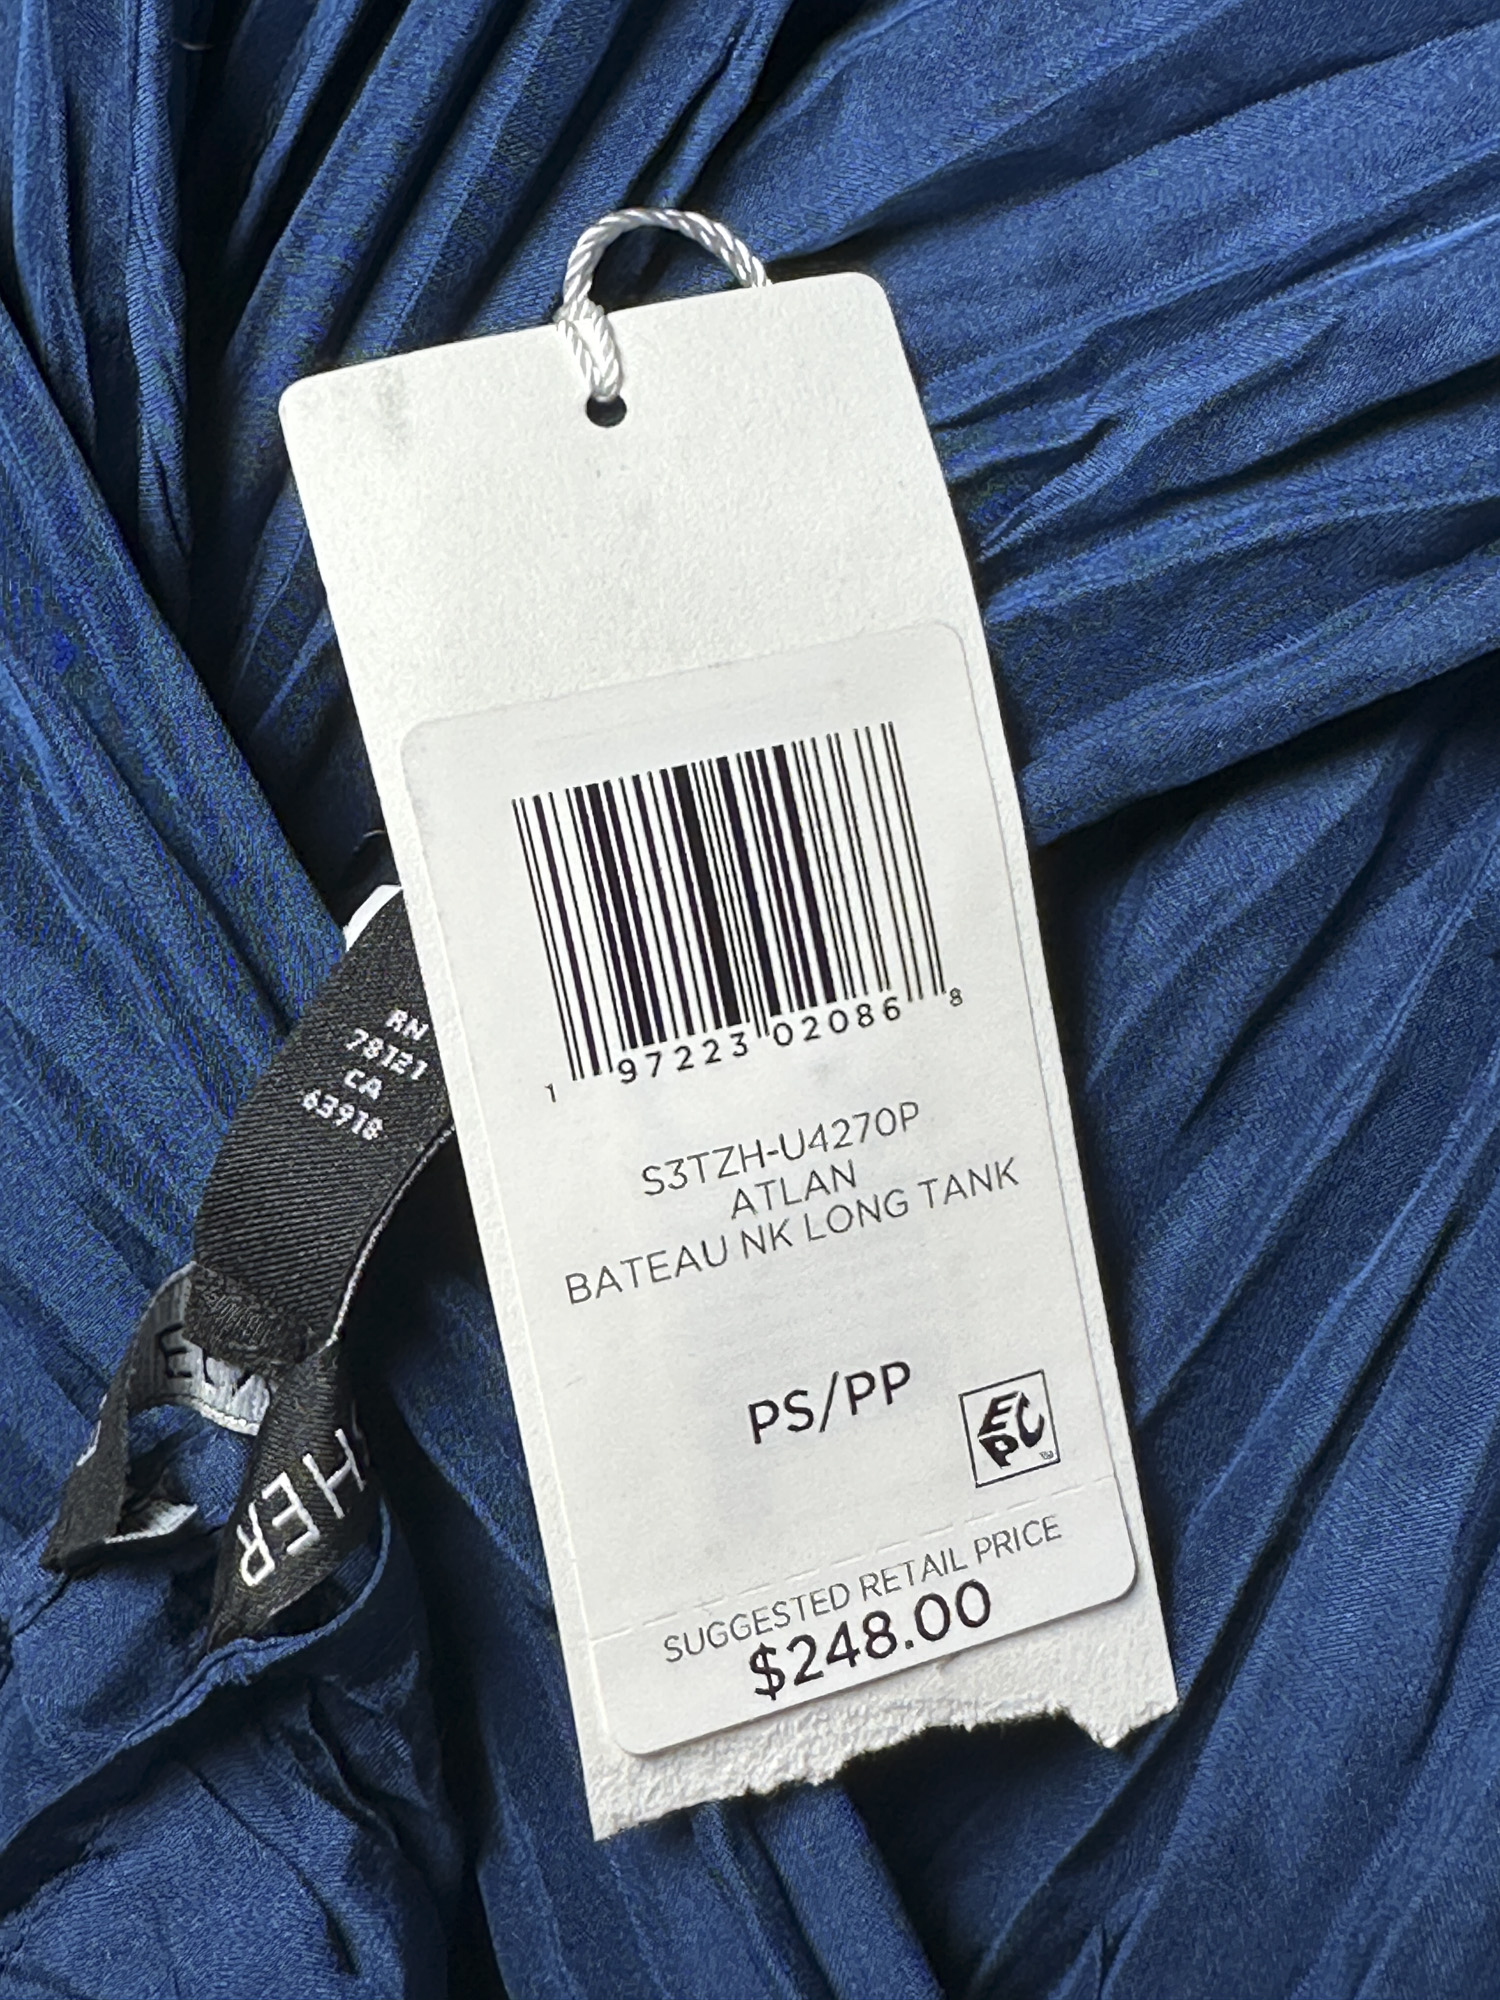 1 97223 02086 8
S3TZH-U4270P
ATLAN
BATEAU NK LONG TANK
PS/PP
EPC
SUGGESTED RETAIL PRICE
$248.00
RN
78121
CA
63918
HER